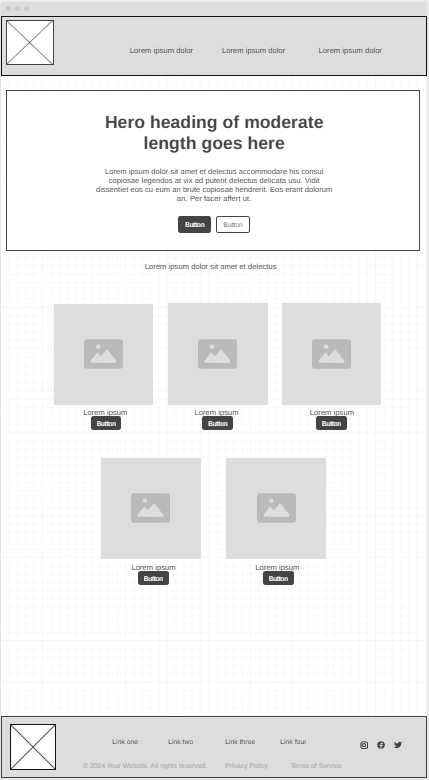 Lorem ipsum dolor Lorem ipsum dolor Lorem ipsum dolor
Hero heading of moderate
length goes here
Lorem ipsum dolor sit amet et delectus accommodare his consul
copiosae legendos at vix ad putent delectus delicata usu. Vidit
dissentiet eos cu eum an brute copiosae hendrerit. Eos erant dolorum
an. Per facer affert ut.
Button Button
Lorem ipsum dolor sit amet et delectus
Lorem ipsum Lorem ipsum Lorem ipsum
Button Button Button
Lorem ipsum Lorem ipsum
Button Button
Link one Link two Link three Link four
© 2024 Your Website. All rights reserved. Privacy Policy Terms of Service